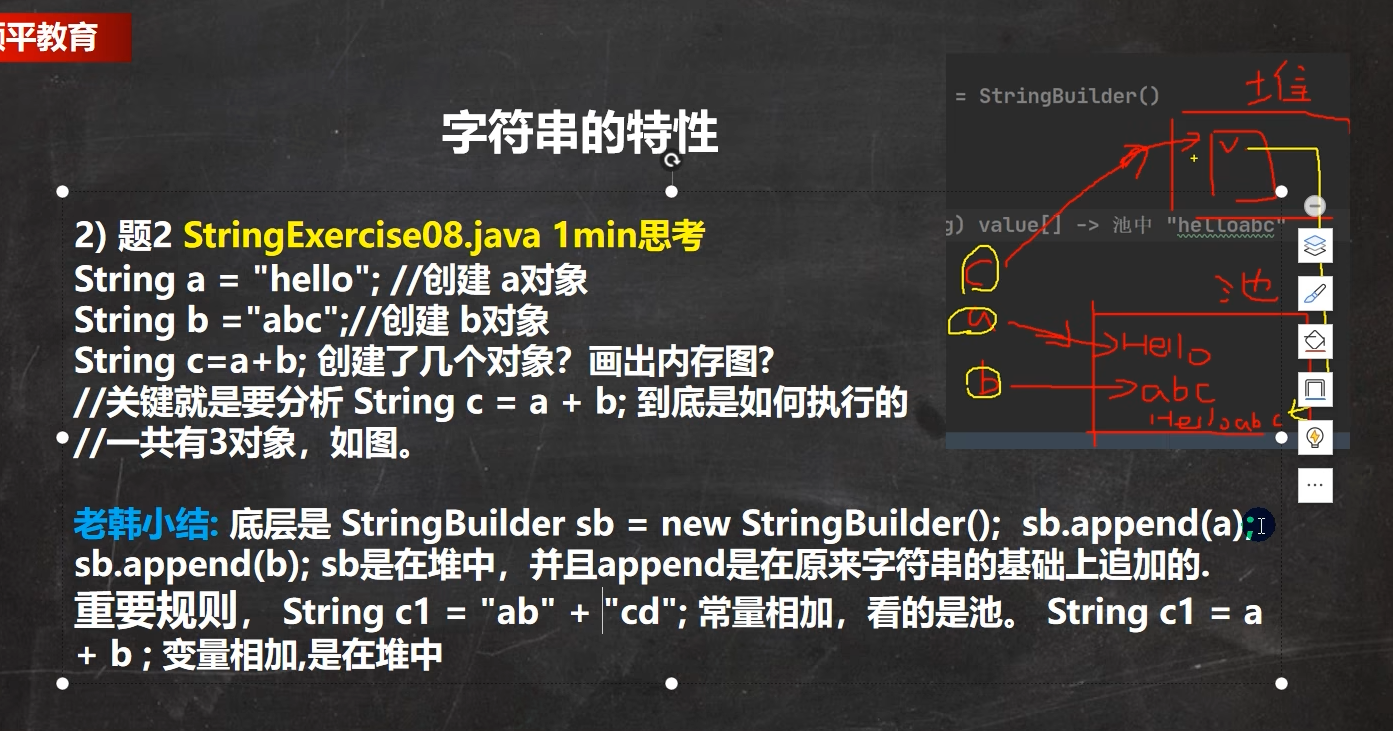 顺平教育
= StringBuilder()
堆
字符串的特性
v
2) 题2 StringExercise08.java 1min思考
g) value[] -> 池中 "helloabc"
String a = "hello"; //创建 a对象
c
池
String b ="abc";//创建 b对象
a
Hello
String c=a+b; 创建了几个对象？画出内存图?
b
abc
//关键就是要分析 String c = a + b; 到底是如何执行的
Helloabc
//一共有3对象，如图。
老韩小结: 底层是 StringBuilder sb = new StringBuilder(); sb.append(a);
sb.append(b); sb是在堆中，并且append是在原来字符串的基础上追加的.
重要规则， String c1 = "ab" + "cd"; 常量相加，看的是池。 String c1 = a
+ b ; 变量相加,是在堆中